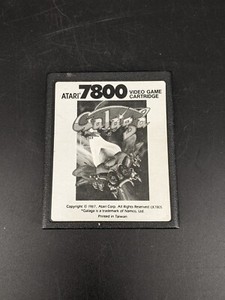 ATARI 7800 VIDEO GAME
CARTRIDGE
Galaga
Copyright © 1987, Atari Corp. All Rights Reserved
*Galaga is a trademark of Namco, Ltd
Printed in Taiwan